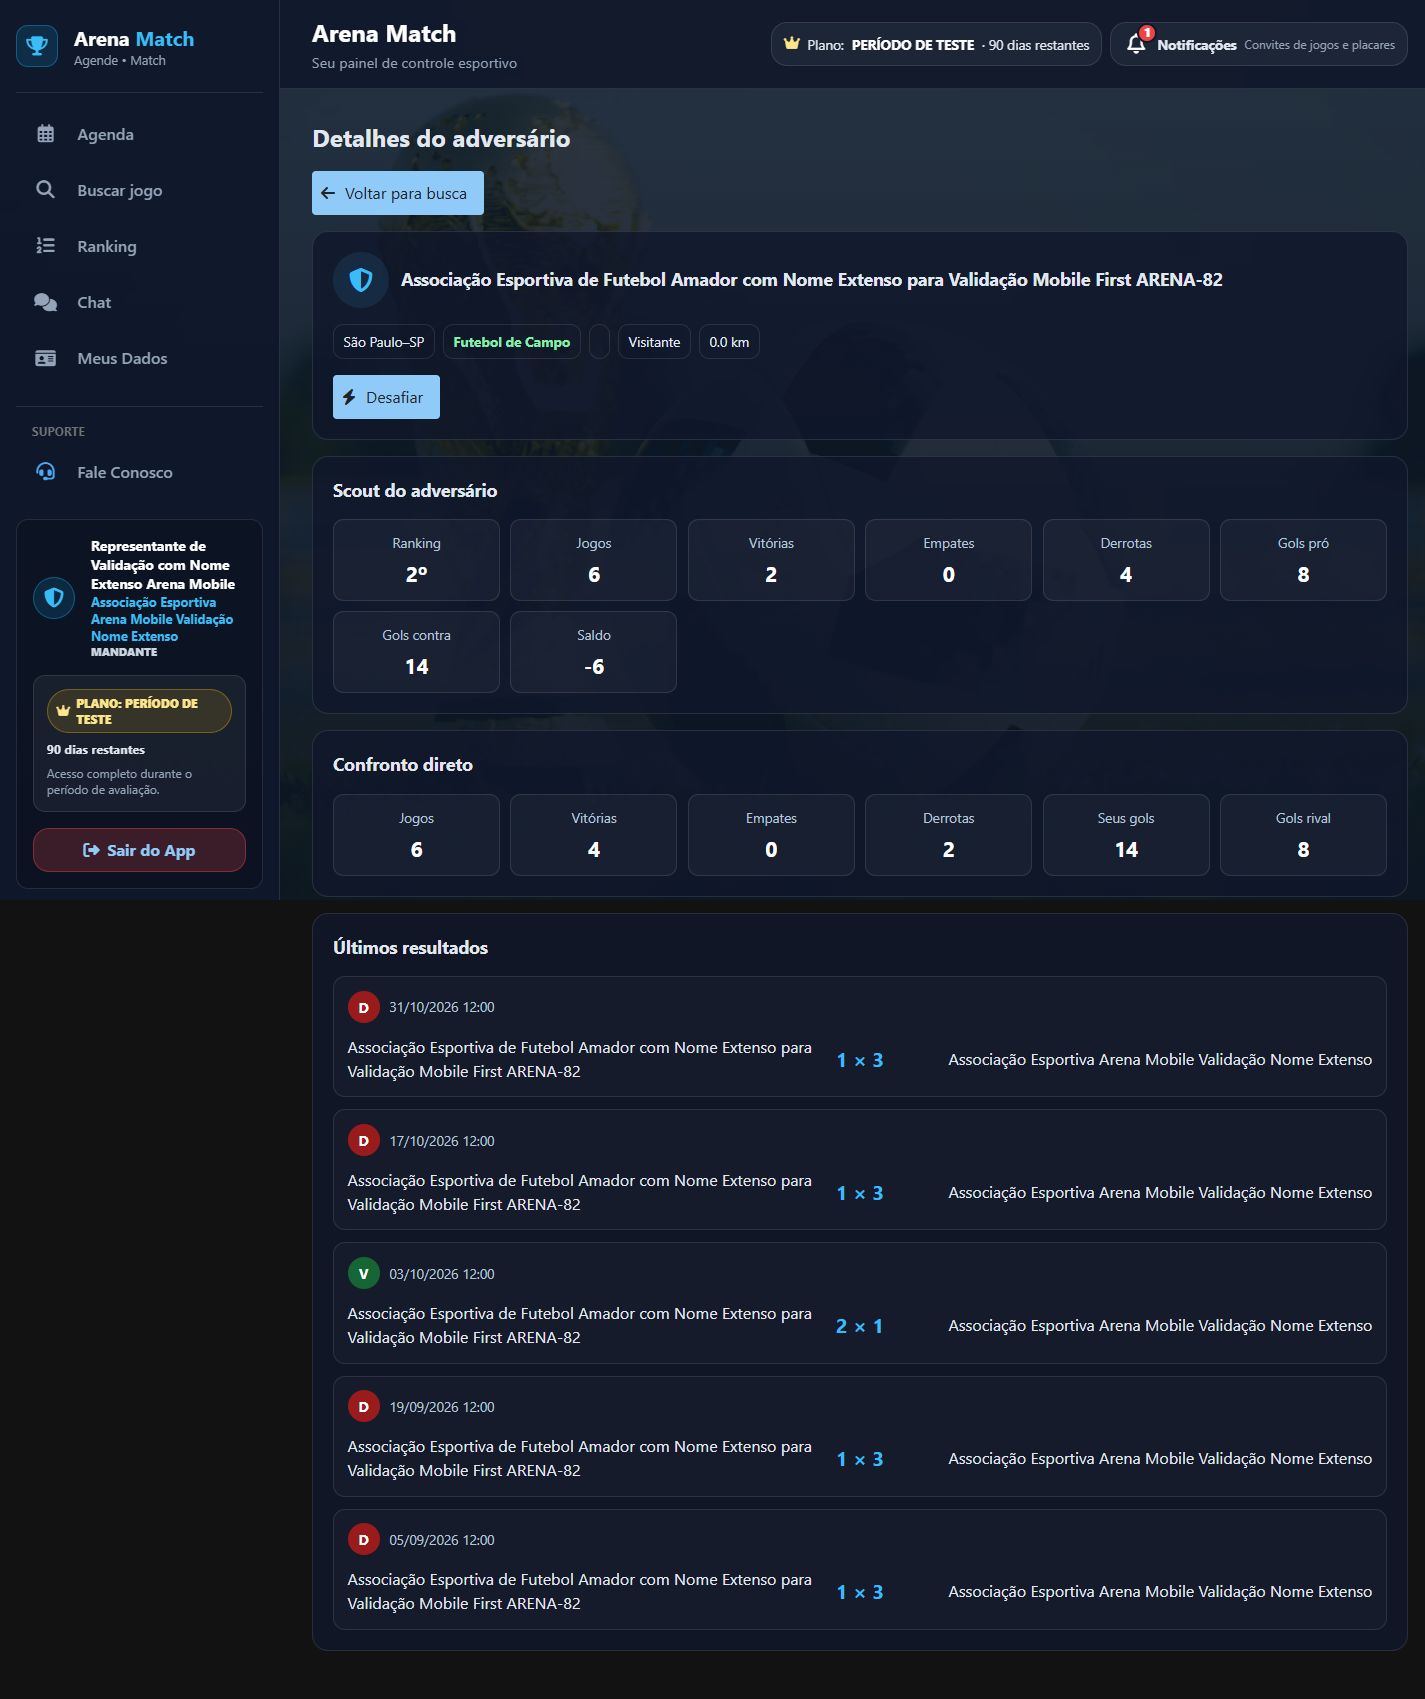 Arena Match
Agende • Match
Agenda
Buscar jogo
Ranking
Chat
Meus Dados
SUPORTE
Fale Conosco
Representante de
Validação com Nome
Extenso Arena Mobile
Associação Esportiva
Arena Mobile Validação
Nome Extenso
MANDANTE
PLANO: PERÍODO DE
TESTE
90 dias restantes
Acesso completo durante o
período de avaliação.
Sair do App
Arena Match
Seu painel de controle esportivo
Plano: PERÍODO DE TESTE · 90 dias restantes
1
Notificações Convites de jogos e placares
Detalhes do adversário
Voltar para busca
Associação Esportiva de Futebol Amador com Nome Extenso para Validação Mobile First ARENA-82
São Paulo–SP Futebol de Campo Visitante 0.0 km
Desafiar
Scout do adversário
Ranking Jogos Vitórias Empates Derrotas Gols pró
2º 6 2 0 4 8
Gols contra Saldo
14 -6
Confronto direto
Jogos Vitórias Empates Derrotas Seus gols Gols rival
6 4 0 2 14 8
Últimos resultados
D 31/10/2026 12:00
Associação Esportiva de Futebol Amador com Nome Extenso para
Validação Mobile First ARENA-82
1 × 3
Associação Esportiva Arena Mobile Validação Nome Extenso
D 17/10/2026 12:00
Associação Esportiva de Futebol Amador com Nome Extenso para
Validação Mobile First ARENA-82
1 × 3
Associação Esportiva Arena Mobile Validação Nome Extenso
V 03/10/2026 12:00
Associação Esportiva de Futebol Amador com Nome Extenso para
Validação Mobile First ARENA-82
2 × 1
Associação Esportiva Arena Mobile Validação Nome Extenso
D 19/09/2026 12:00
Associação Esportiva de Futebol Amador com Nome Extenso para
Validação Mobile First ARENA-82
1 × 3
Associação Esportiva Arena Mobile Validação Nome Extenso
D 05/09/2026 12:00
Associação Esportiva de Futebol Amador com Nome Extenso para
Validação Mobile First ARENA-82
1 × 3
Associação Esportiva Arena Mobile Validação Nome Extenso